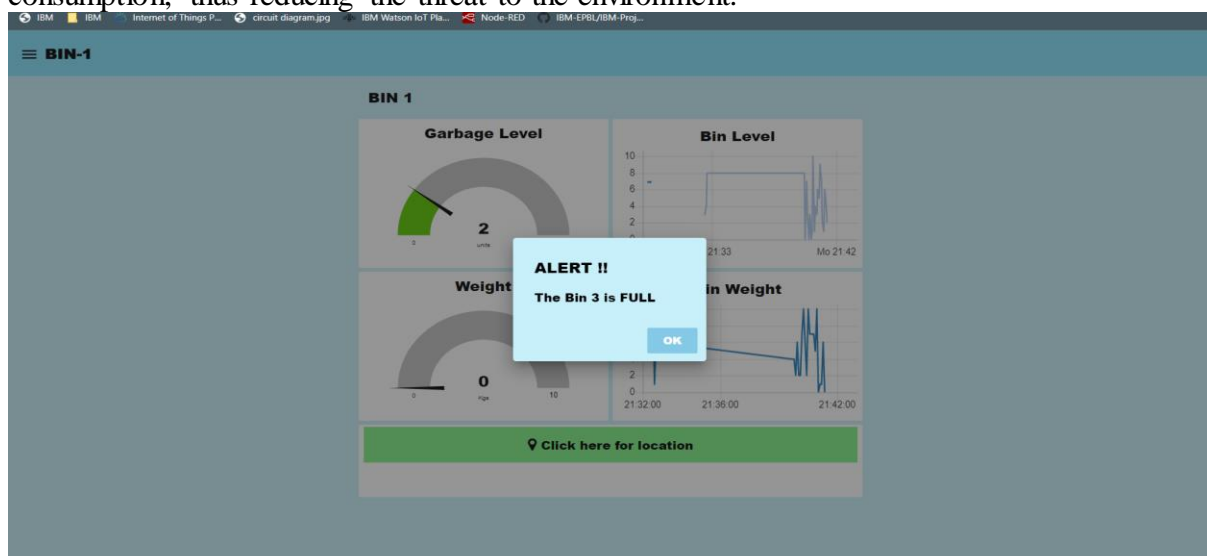 consumption, thus reducing the threat to the environment.
IBM IBM Internet of Things P... circuit diagram.jpg IBM Watson IoT Pla... Node-RED IBM-EPBL/IBM-Proj...
BIN-1
BIN 1
Garbage Level
2
units
Bin Level
10
8
6
4
2
0
21:33 Mo 21:42
ALERT !!
The Bin 3 is FULL
OK
Weight
0
0
10
in Weight
2
0
21:32:00 21:36:00 21:42:00
Click here for location